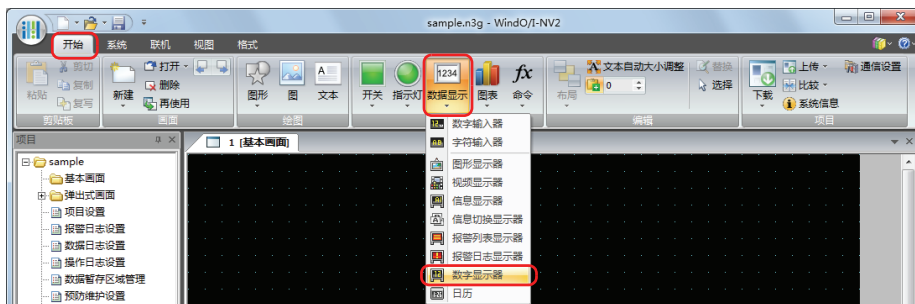 sample.n3g - WindO/I-NV2
开始 系统 联机 视图 格式
粘贴 剪切 复制 复写
剪贴板
新建 打开 删除 再使用
画面
图形 图 文本
绘图
开关 指示灯 数据显示 图表 命令
1234
fx
布局 文本自动大小调整 0 替换 选择
编辑
下载 上传 比较 系统信息 通信设置
项目
项目
1 [基本画面]
sample
基本画面
弹出式画面
项目设置
报警日志设置
数据日志设置
操作日志设置
数据暂存区域管理
预防维护设置
数字输入器
字符输入器
图形显示器
视频显示器
信息显示器
信息切换显示器
报警列表显示器
报警日志显示器
数字显示器
日历